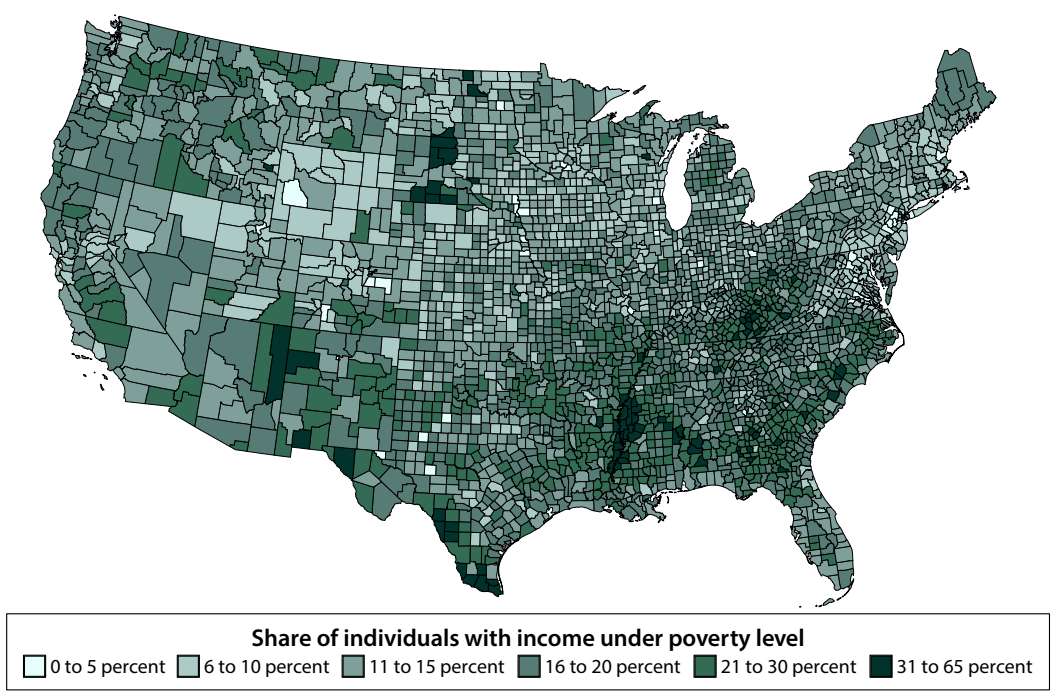 Share of individuals with income under poverty level
0 to 5 percent 6 to 10 percent 11 to 15 percent 16 to 20 percent 21 to 30 percent 31 to 65 percent